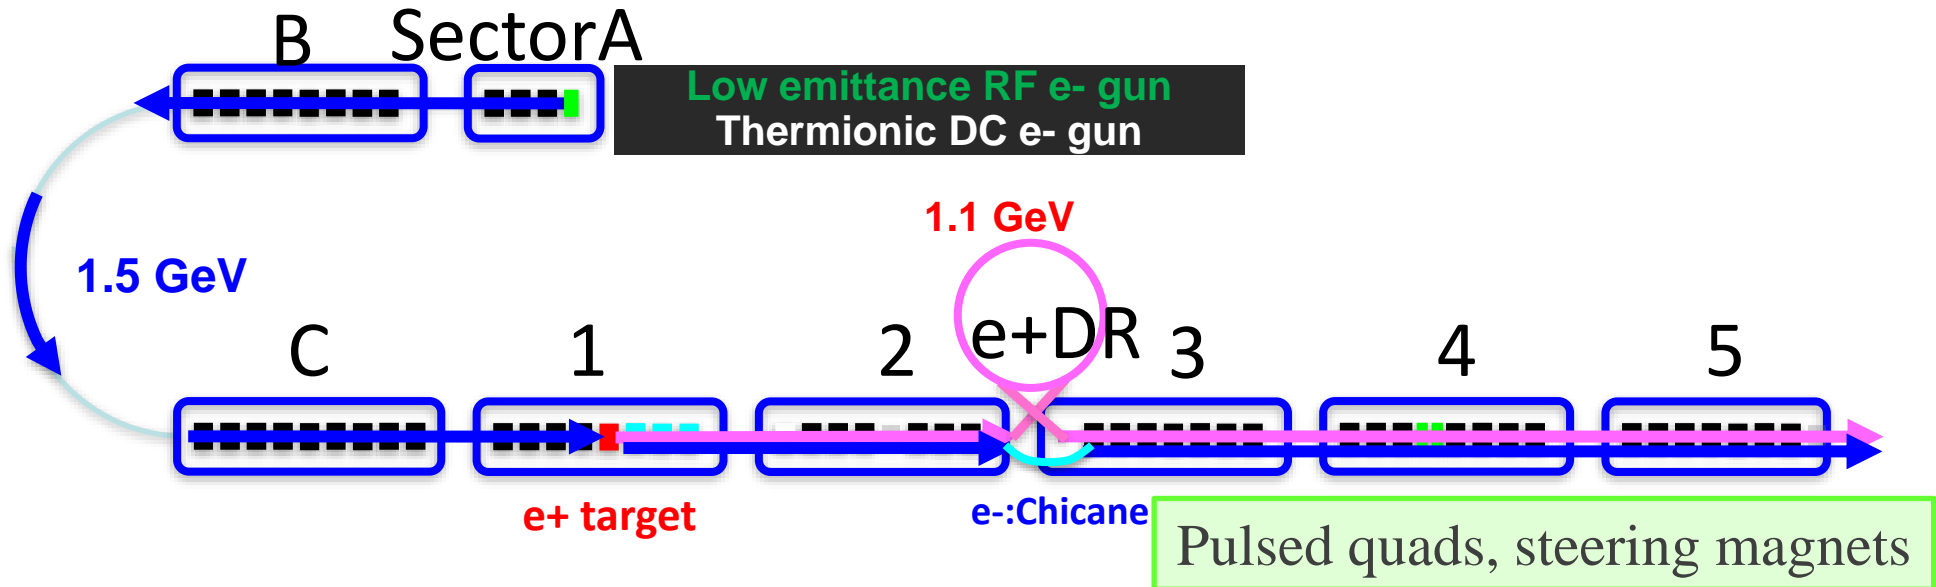 B
SectorA
Low emittance RF e- gun
Thermionic DC e- gun
1.1 GeV
1.5 GeV
C
1
2
e+DR
3
4
5
e+ target
e-:Chicane
Pulsed quads, steering magnets